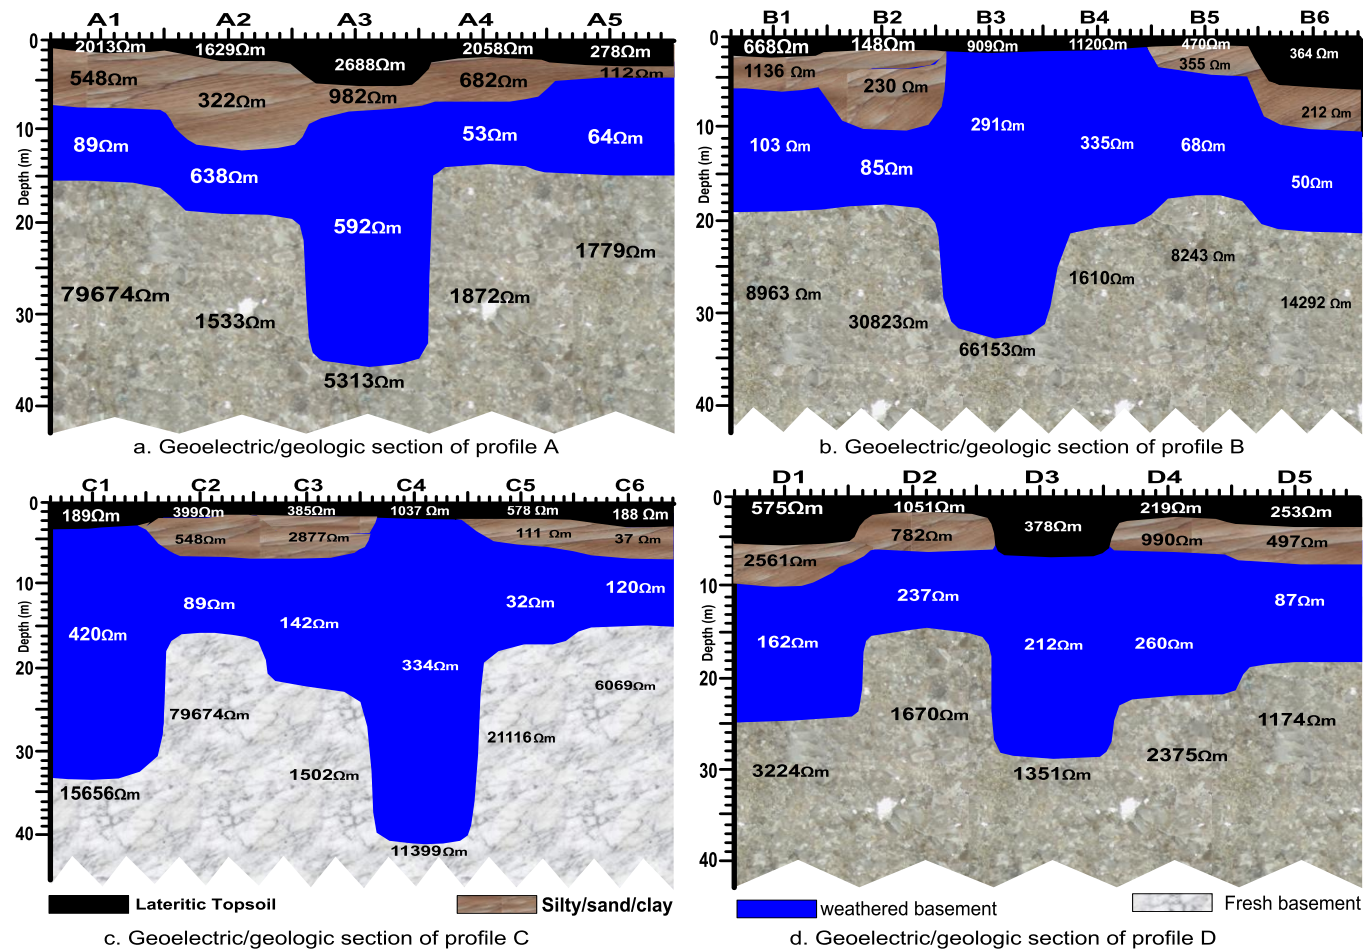 A1 A2 A3 A4 A5
0
2013Ωm 1629Ωm 2688Ωm 2058Ωm 278Ωm
548Ωm 322Ωm 982Ωm 682Ωm 112Ωm
10
89Ωm 638Ωm 592Ωm 53Ωm 64Ωm
Depth (m)
20
79674Ωm 1533Ωm 5313Ωm 1872Ωm 1779Ωm
30
40
a. Geoelectric/geologic section of profile A
B1 B2 B3 B4 B5 B6
0
668Ωm 148Ωm 909Ωm 1120Ωm 470Ωm 364 Ωm
1136 Ωm 230 Ωm 355 Ωm 212 Ωm
10
103 Ωm 85Ωm 291Ωm 335Ωm 68Ωm 50Ωm
Depth (m)
20
8963 Ωm 30823Ωm 66153Ωm 1610Ωm 8243 Ωm 14292 Ωm
30
40
b. Geoelectric/geologic section of profile B
C1 C2 C3 C4 C5 C6
0
189Ωm 399Ωm 385Ωm 1037 Ωm 578 Ωm 188 Ωm
548Ωm 2877Ωm 111 Ωm 37 Ωm
10
420Ωm 89Ωm 142Ωm 334Ωm 32Ωm 120Ωm
Depth (m)
20
15656Ωm 79674Ωm 1502Ωm 11399Ωm 21116Ωm 6069Ωm
30
40
Lateritic Topsoil
Silty/sand/clay
c. Geoelectric/geologic section of profile C
D1 D2 D3 D4 D5
0
575Ωm 1051Ωm 378Ωm 219Ωm 253Ωm
2561Ωm 782Ωm 990Ωm 497Ωm
10
162Ωm 237Ωm 212Ωm 260Ωm 87Ωm
Depth (m)
20
3224Ωm 1670Ωm 1351Ωm 2375Ωm 1174Ωm
30
40
weathered basement
Fresh basement
d. Geoelectric/geologic section of profile D